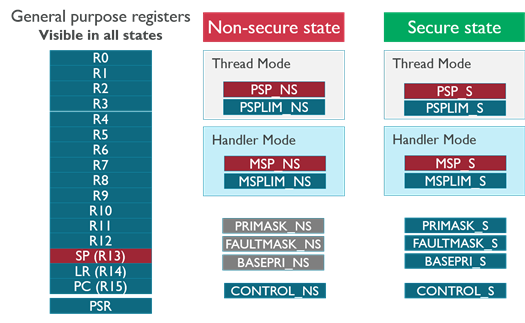 General purpose registers
Visible in all states
R0
R1
R2
R3
R4
R5
R6
R7
R8
R9
R10
R11
R12
SP (R13)
LR (R14)
PC (R15)
PSR
Non-secure state
Thread Mode
PSP_NS
PSPLIM_NS
Handler Mode
MSP_NS
MSPLIM_NS
PRIMASK_NS
FAULTMASK_NS
BASEPRI_NS
CONTROL_NS
Secure state
Thread Mode
PSP_S
PSPLIM_S
Handler Mode
MSP_S
MSPLIM_S
PRIMASK_S
FAULTMASK_S
BASEPRI_S
CONTROL_S